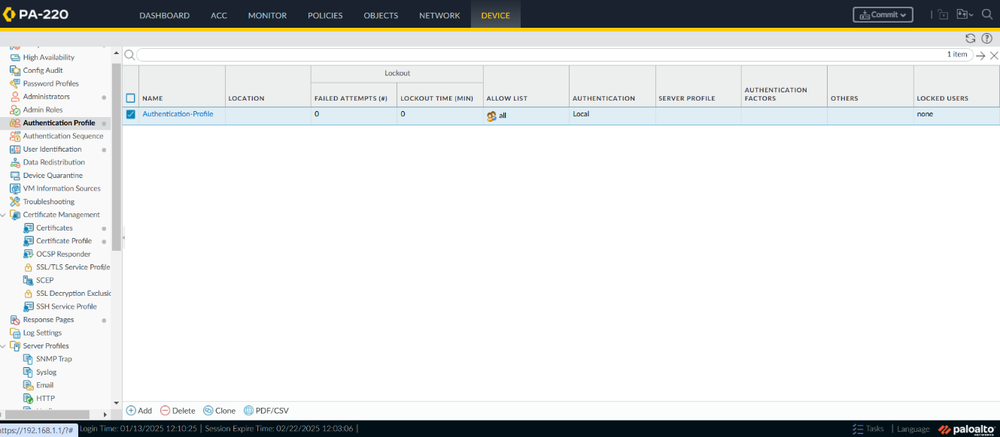 PA-220 DASHBOARD ACC MONITOR POLICIES OBJECTS NETWORK DEVICE Commit
1 item
High Availability
Config Audit
Password Profiles
Administrators
Admin Roles
Authentication Profile
Authentication Sequence
User Identification
Data Redistribution
Device Quarantine
VM Information Sources
Troubleshooting
Certificate Management
Certificates
Certificate Profile
OCSP Responder
SSL/TLS Service Profile
SCEP
SSL Decryption Exclusio
SSH Service Profile
Response Pages
Log Settings
Server Profiles
SNMP Trap
Syslog
Email
HTTP
Lockout
NAME LOCATION FAILED ATTEMPTS (#) LOCKOUT TIME (MIN) ALLOW LIST AUTHENTICATION SERVER PROFILE AUTHENTICATION FACTORS OTHERS LOCKED USERS
Authentication-Profile 0 0 all Local none
Add Delete Clone PDF/CSV
https://192.168.1.1/?# Login Time: 01/13/2025 12:10:25 | Session Expire Time: 02/22/2025 12:03:06 | Tasks | Language paloalto NETWORKS